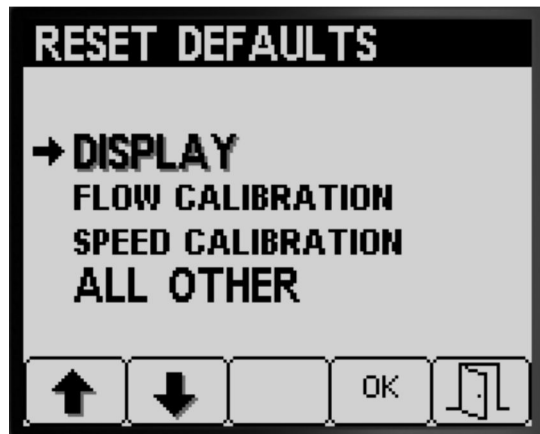 RESET DEFAULTS
DISPLAY
FLOW CALIBRATION
SPEED CALIBRATION
ALL OTHER
OK